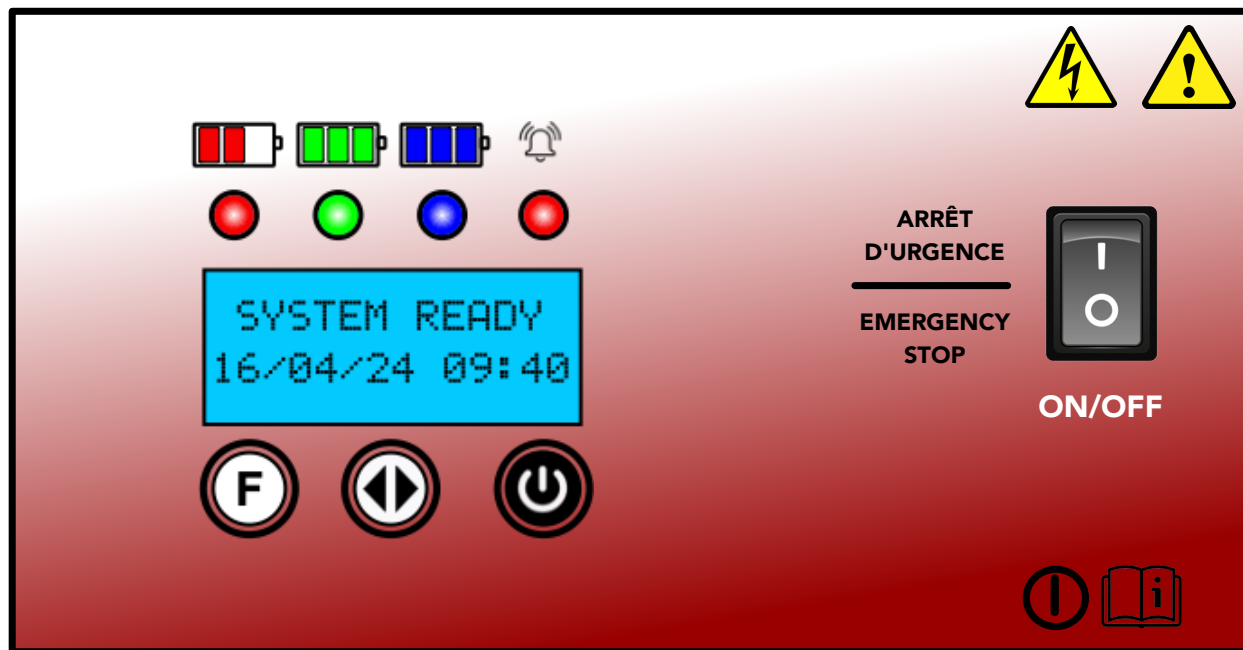 SYSTEM READY
16/04/24 09:40
F
ARRÊT
D'URGENCE
EMERGENCY
STOP
I
O
ON/OFF
i